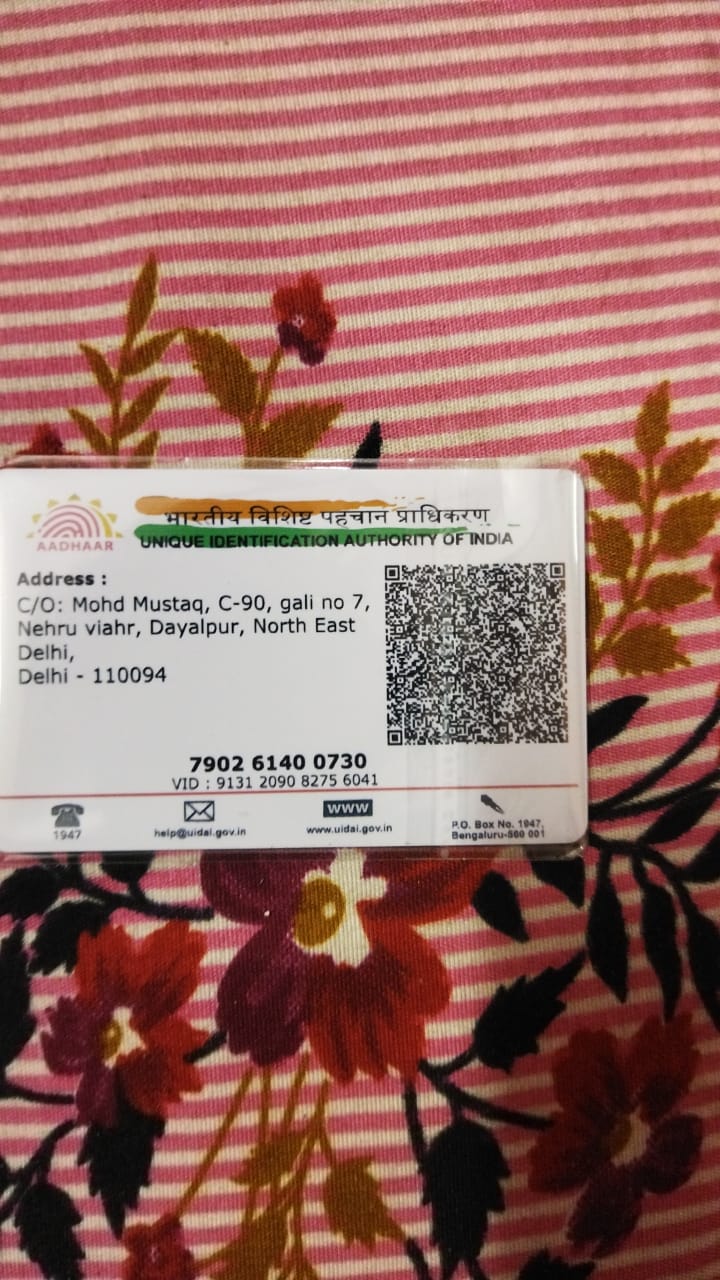 भारतीय विशिष्ट पहचान प्राधिकरण
AADHAAR
UNIQUE IDENTIFICATION AUTHORITY OF INDIA
Address :
C/O: Mohd Mustaq, C-90, gali no 7,
Nehru viahr, Dayalpur, North East
Delhi,
Delhi - 110094
7902 6140 0730
VID : 9131 2090 8275 6041
1947
help@uidai.gov.in
www
www.uidai.gov.in
P.O. Box No. 1947,
Bengaluru-560 001